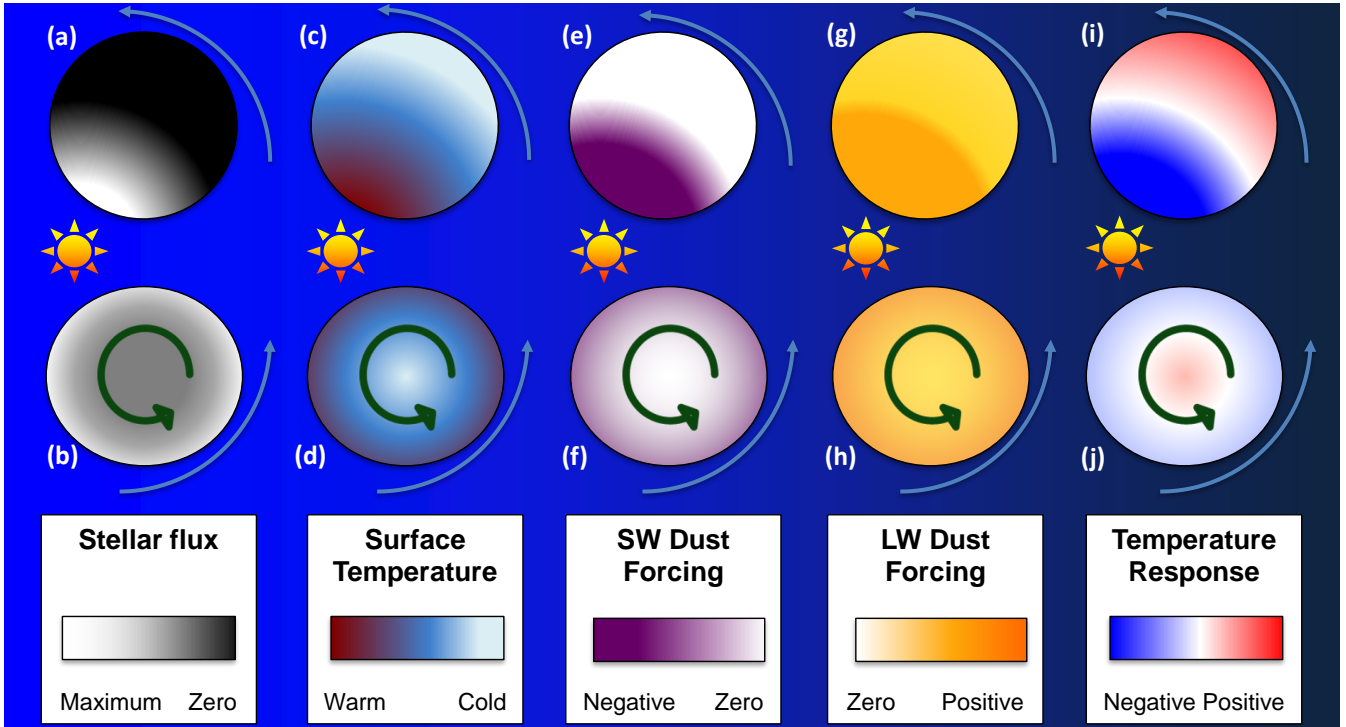 (a)
(c)
(e)
(g)
(i)
(b)
(d)
(f)
(h)
(j)
Stellar flux
Maximum Zero
Surface
Temperature
Warm Cold
SW Dust
Forcing
Negative Zero
LW Dust
Forcing
Zero Positive
Temperature
Response
Negative Positive